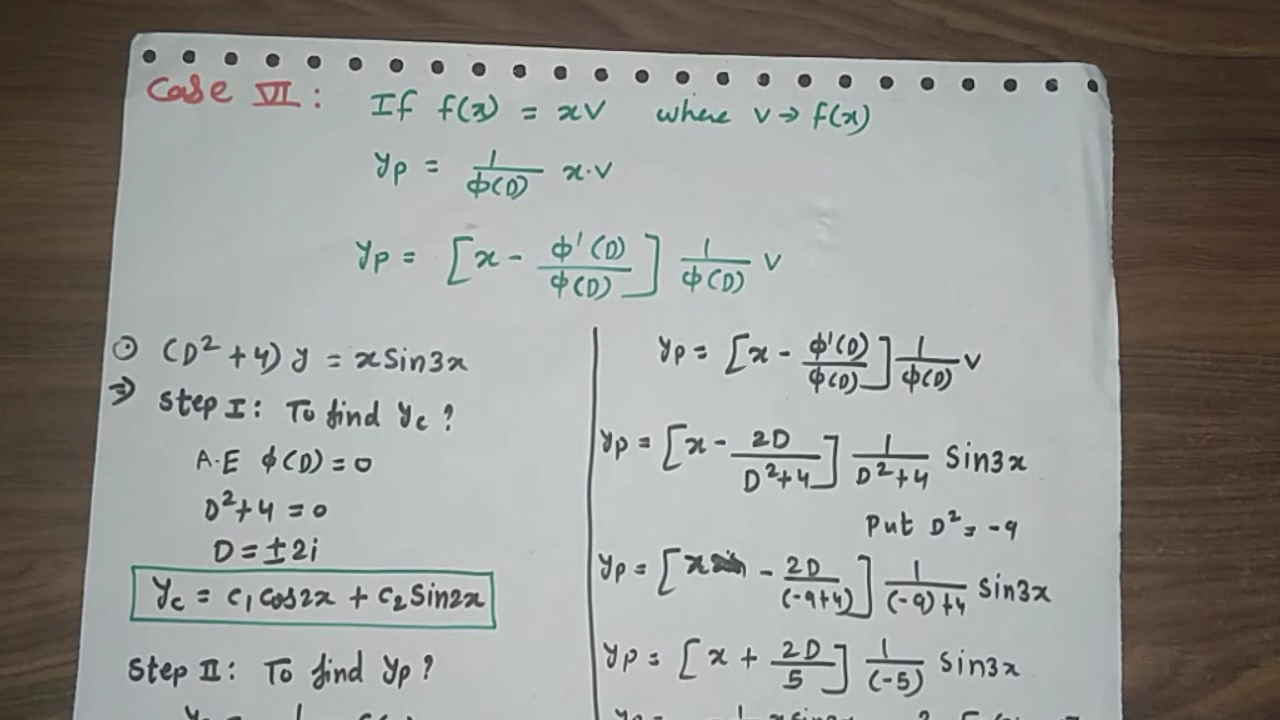 Case VI: If f(x) = xV where V → f(x)
yp = 1/ϕ(D) x·V
yp = [x - ϕ'(D)/ϕ(D)] 1/ϕ(D) V
⊙ (D²+4) y = x Sin3x
⇒ Step I: To find yc ?
A.E ϕ(D) = 0
D²+4 = 0
D = ±2i
yc = c₁ cos2x + c₂ Sin2x
Step II: To find yp ?
yp = [x - ϕ'(D)/ϕ(D)] 1/ϕ(D) V
yp = [x - 2D/D²+4] 1/D²+4 Sin3x
Put D² = -9
yp = [x - 2D/(-9+4)] 1/(-9)+4 Sin3x
yp = [x + 2D/5] 1/(-5) Sin3x